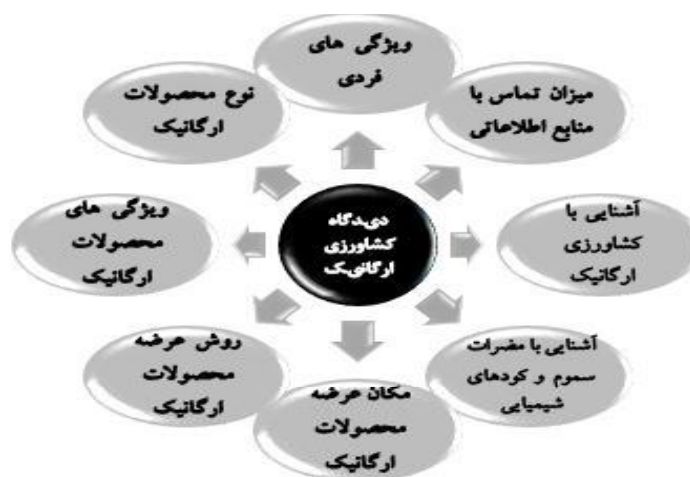 ویژگی های
فردی
میزان تماس با
منابع اطلاعاتی
آشنایی با
کشاورزی
ارگانیک
آشنایی با مضرات
سموم و کودهای
شیمیایی
مکان عرضه
محصولات
ارگانیک
روش عرضه
محصولات
ارگانیک
ویژگی های
محصولات
ارگانیک
نوع محصولات
ارگانیک
دیدگاه
کشاورزی
ارگانیک